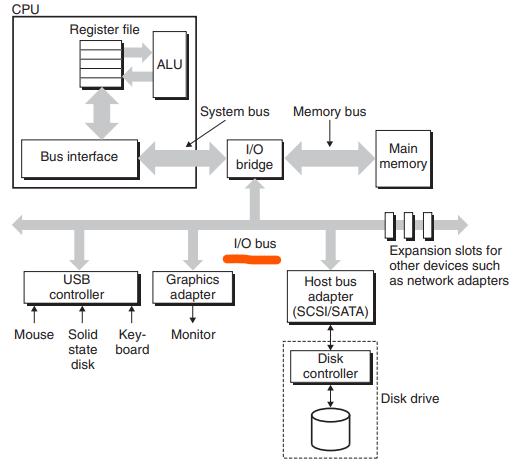 CPU
Register file
ALU
System bus
Memory bus
Bus interface
I/O
bridge
Main
memory
I/O bus
Expansion slots for
other devices such
as network adapters
USB
controller
Graphics
adapter
Host bus
adapter
(SCSI/SATA)
Mouse
Solid
state
disk
Key-
board
Monitor
Disk
controller
Disk drive